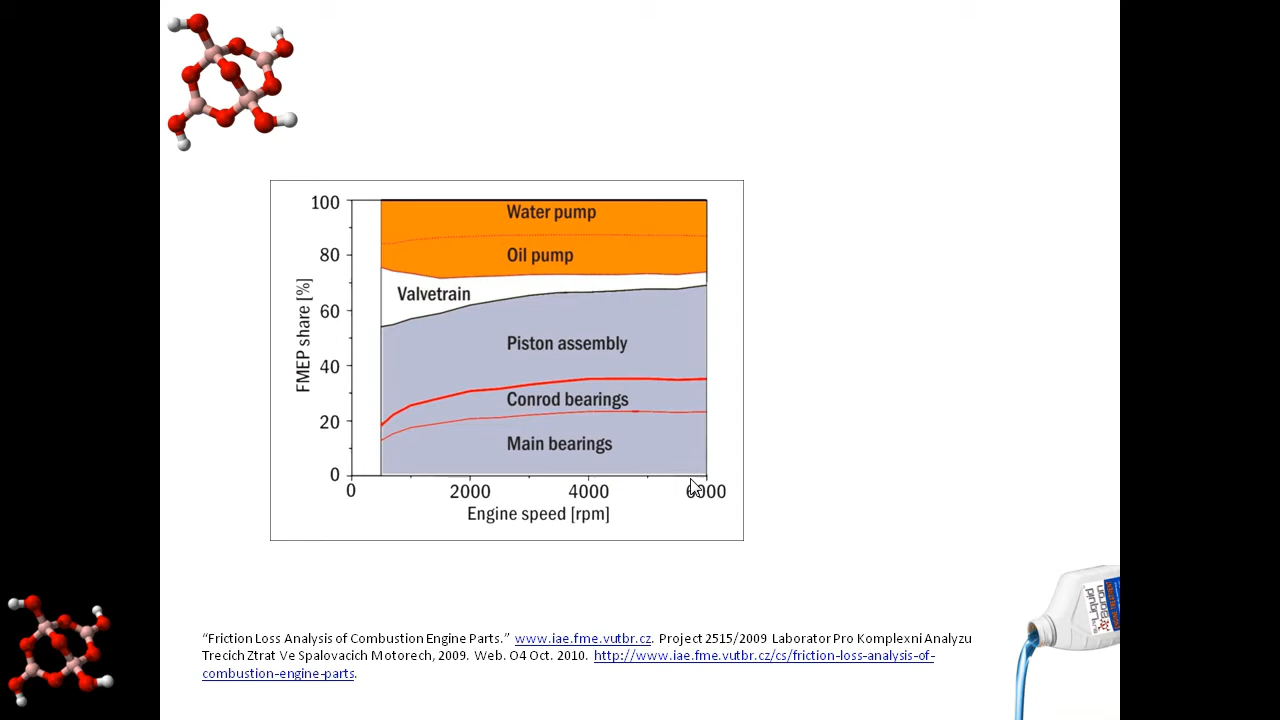 100
Water pump
80
Oil pump
Valvetrain
60
FMEP share [%]
Piston assembly
40
Conrod bearings
20
Main bearings
0
0 2000 4000
Engine speed [rpm]
Liquid
Boron
“Friction Loss Analysis of Combustion Engine Parts.” www.iae.fme.vutbr.cz. Project 2515/2009 Laborator Pro Komplexni Analyzu
Trecich Ztrat Ve Spalovacich Motorech, 2009. Web. O4 Oct. 2010. http://www.iae.fme.vutbr.cz/cs/friction-loss-analysis-of-
combustion-engine-parts.